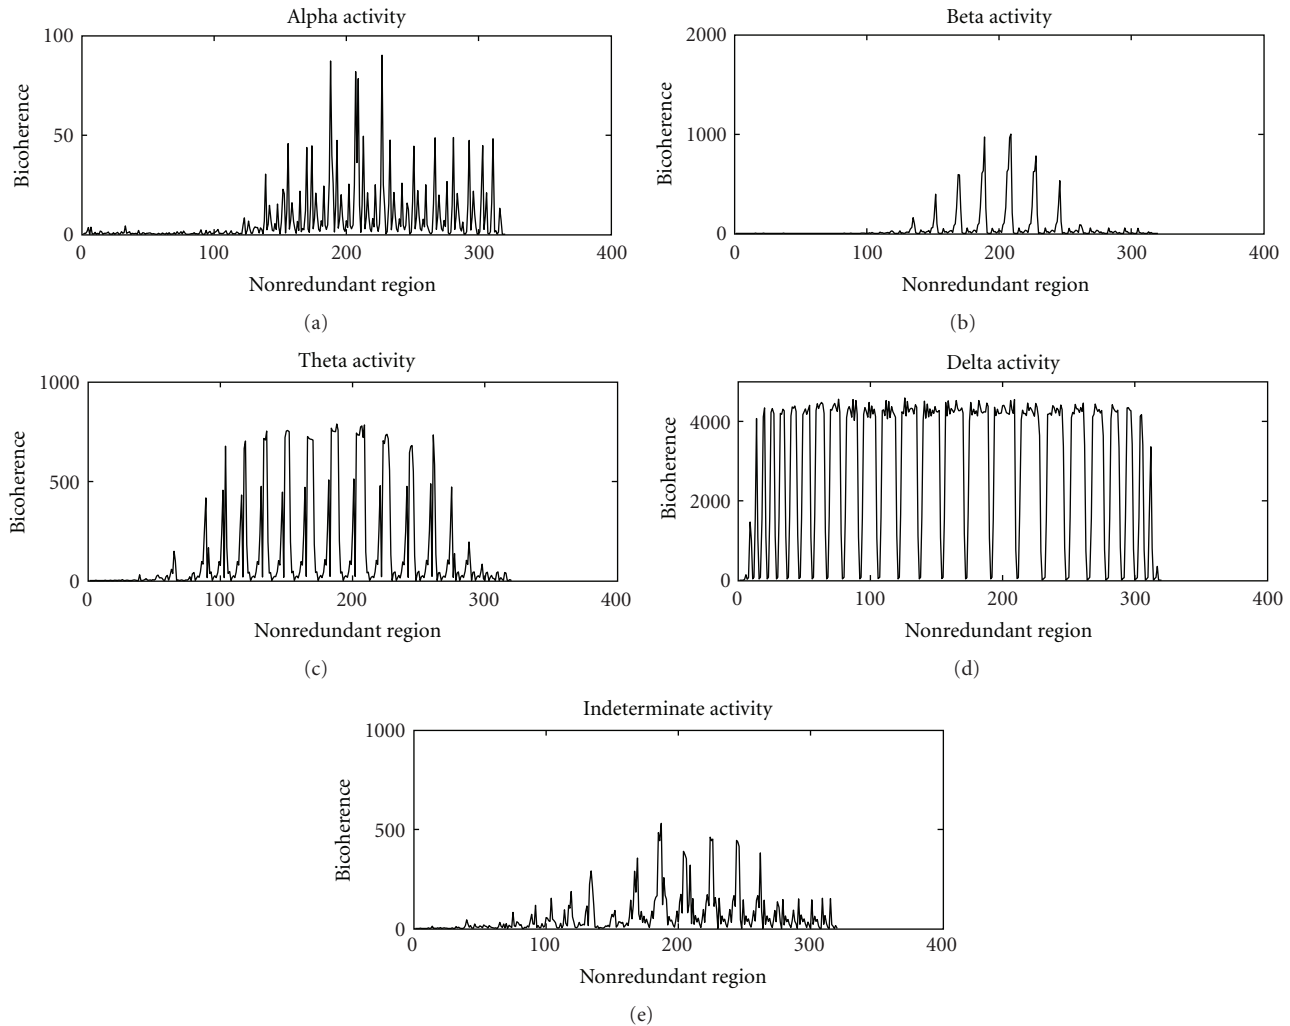 Alpha activity
100
50
0
Bicoherence
0 100 200 300 400
Nonredundant region
(a)
Beta activity
2000
1000
0
Bicoherence
0 100 200 300 400
Nonredundant region
(b)
Theta activity
1000
500
0
Bicoherence
0 100 200 300 400
Nonredundant region
(c)
Delta activity
4000
2000
0
Bicoherence
0 100 200 300 400
Nonredundant region
(d)
Indeterminate activity
1000
500
0
Bicoherence
0 100 200 300 400
Nonredundant region
(e)